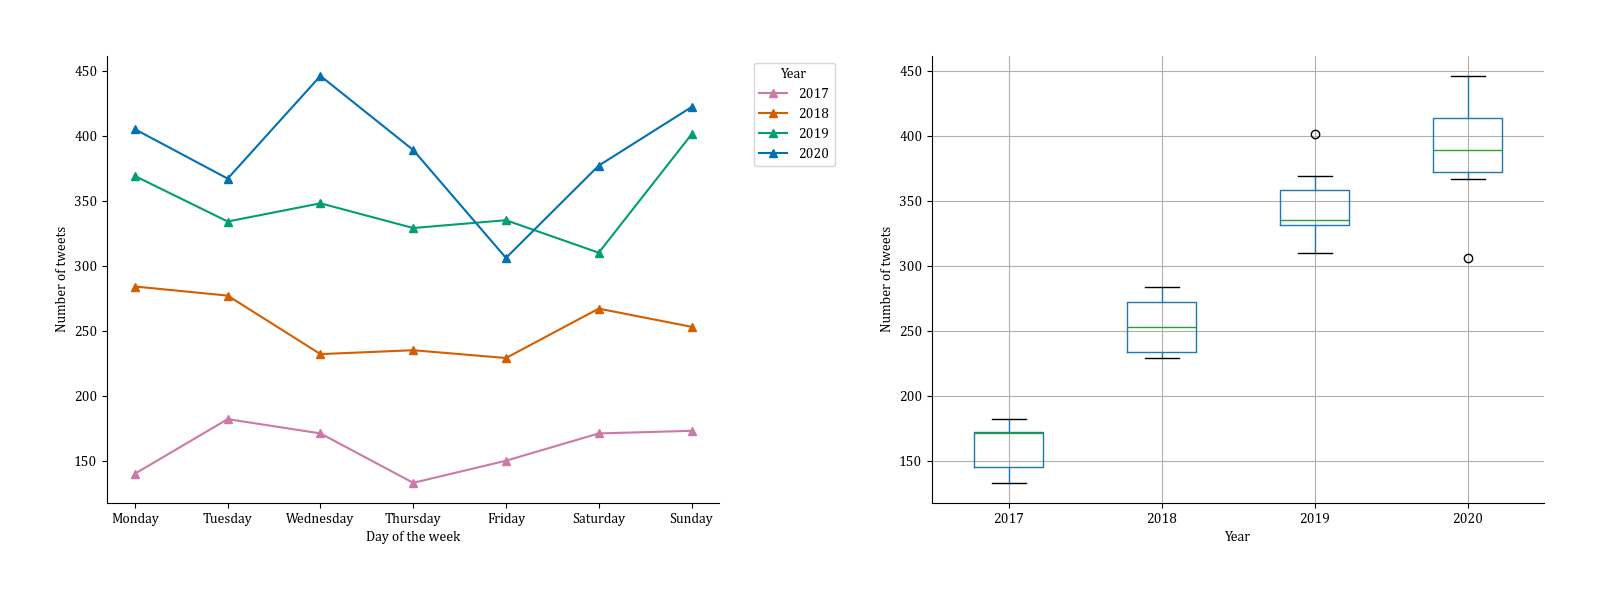 Number of tweets
450
400
350
300
250
200
150
Monday Tuesday Wednesday Thursday Friday Saturday Sunday
Day of the week
Year
2017
2018
2019
2020
Number of tweets
450
400
350
300
250
200
150
2017 2018 2019 2020
Year